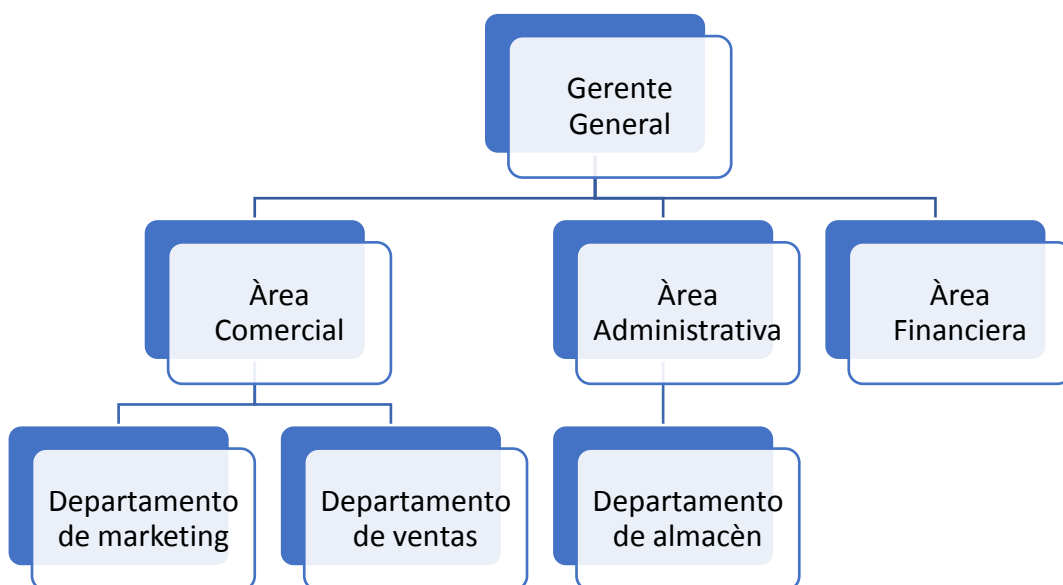 Gerente
General
Àrea
Comercial
Àrea
Administrativa
Àrea
Financiera
Departamento
de marketing
Departamento
de ventas
Departamento
de almacèn